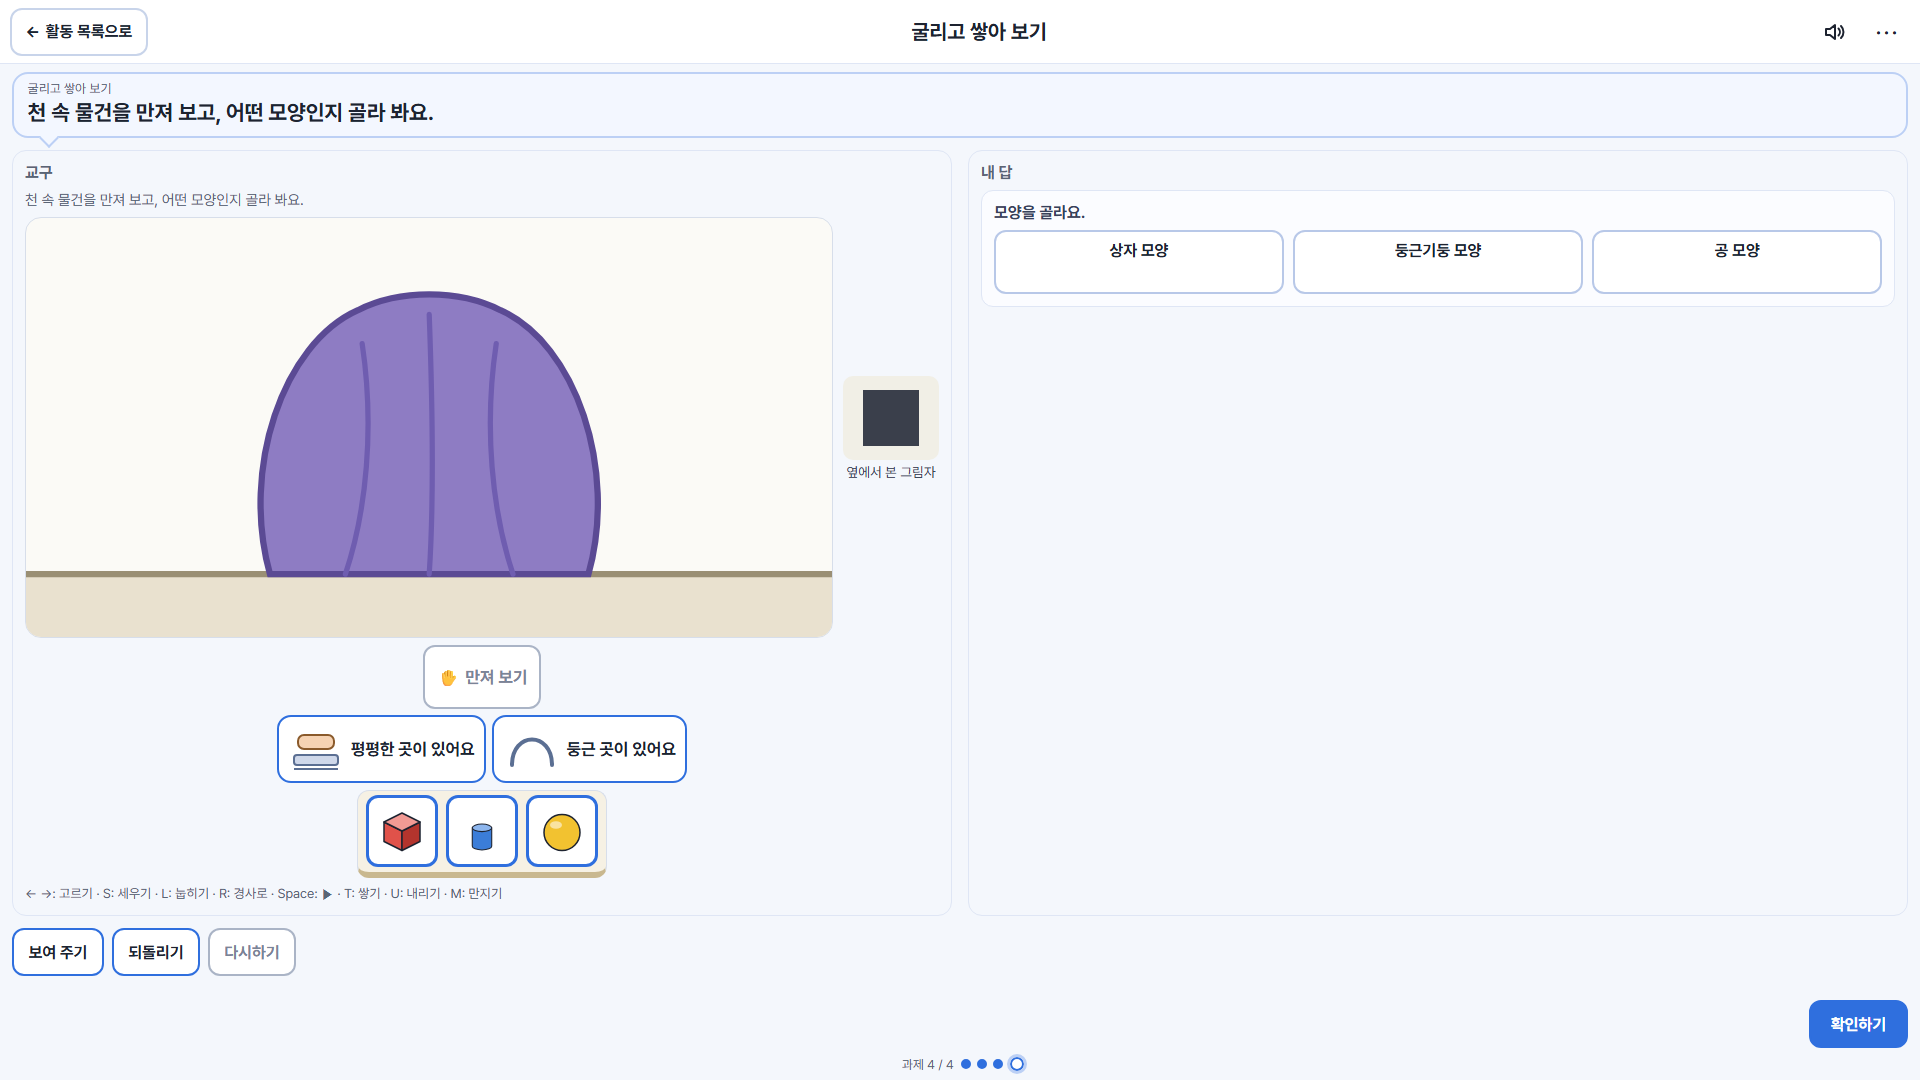 ← 활동 목록으로
굴리고 쌓아 보기
굴리고 쌓아 보기
천 속 물건을 만져 보고, 어떤 모양인지 골라 봐요.
교구
천 속 물건을 만져 보고, 어떤 모양인지 골라 봐요.
옆에서 본 그림자
만져 보기
평평한 곳이 있어요
둥근 곳이 있어요
← →: 고르기 · S: 세우기 · L: 눕히기 · R: 경사로 · Space: ▶ · T: 쌓기 · U: 내리기 · M: 만지기
내 답
모양을 골라요.
상자 모양
둥근기둥 모양
공 모양
보여 주기
되돌리기
다시하기
확인하기
과제 4 / 4